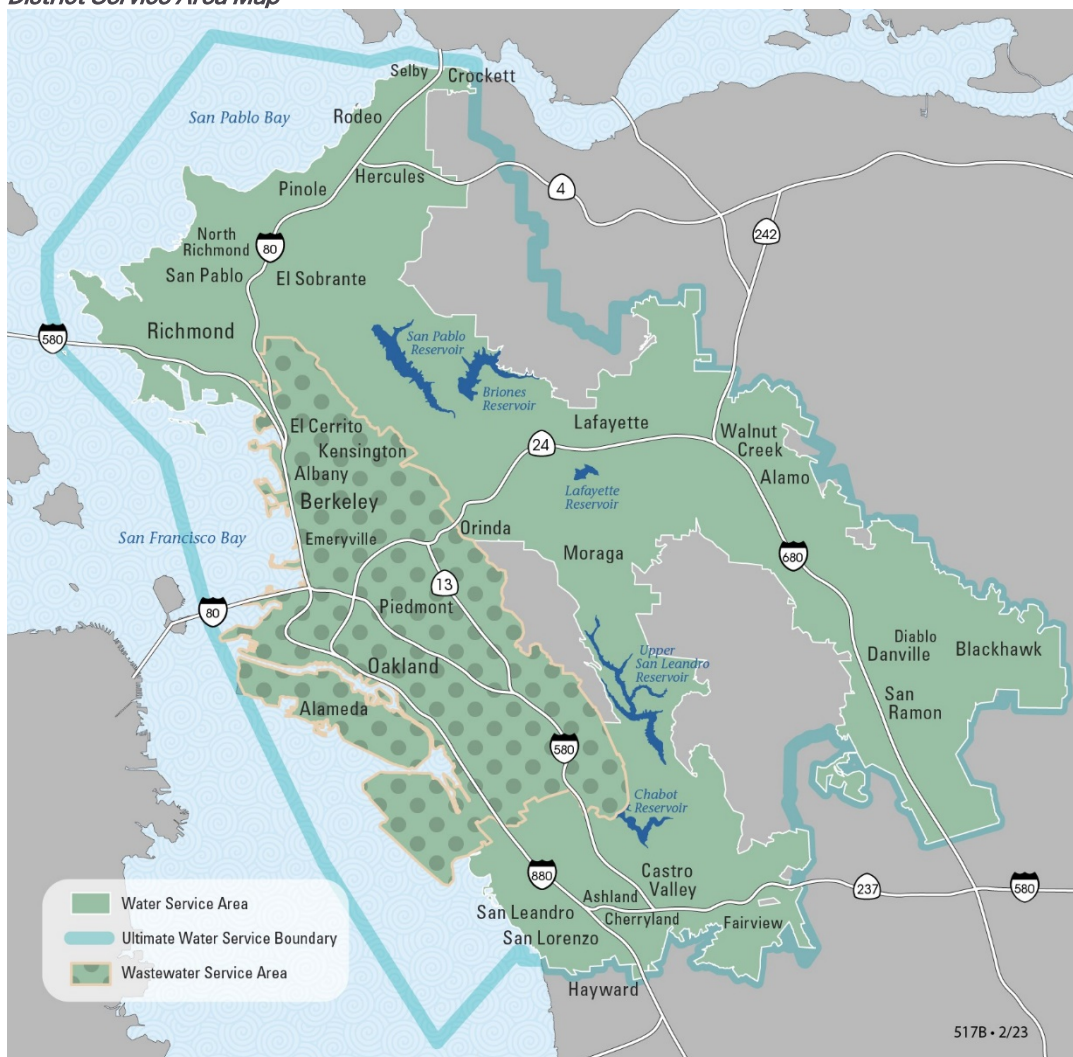 District Service Area Map
Selby
Crockett
San Pablo Bay
Rodeo
Hercules
Pinole
4
North
Richmond
80
242
San Pablo
El Sobrante
Richmond
580
San Pablo
Reservoir
Briones
Reservoir
Lafayette
El Cerrito
Kensington
24
Walnut
Creek
Albany
Alamo
Berkeley
Lafayette
Reservoir
San Francisco Bay
Emeryville
Orinda
Moraga
680
13
80
Piedmont
Diablo
Danville
Blackhawk
Oakland
Upper
San Leandro
Reservoir
Alameda
San
Ramon
580
Chabot
Reservoir
880
Castro
Valley
237
580
Ashland
Cherryland
San Leandro
Fairview
San Lorenzo
Hayward
Water Service Area
Ultimate Water Service Boundary
Wastewater Service Area
517B • 2/23